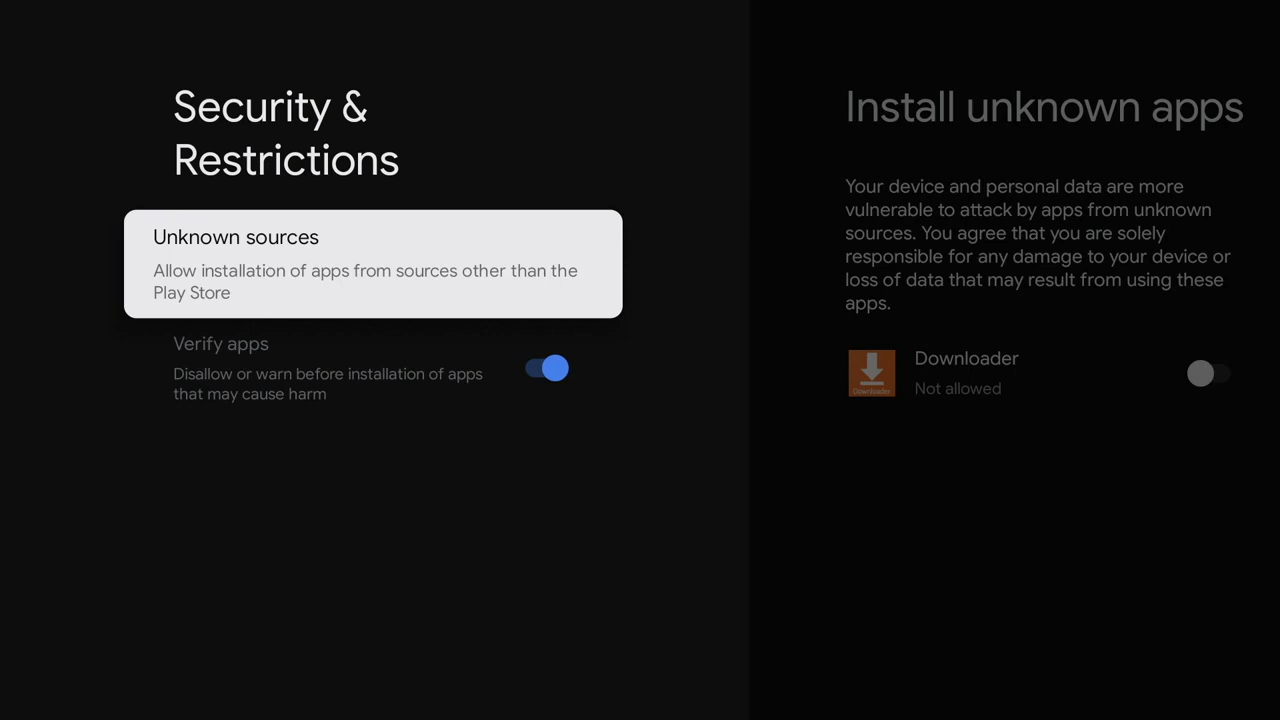 Security &
Restrictions
Unknown sources
Allow installation of apps from sources other than the
Play Store
Verify apps
Disallow or warn before installation of apps
that may cause harm
Install unknown apps
Your device and personal data are more
vulnerable to attack by apps from unknown
sources. You agree that you are solely
responsible for any damage to your device or
loss of data that may result from using these
apps.
Downloader
Downloader
Not allowed